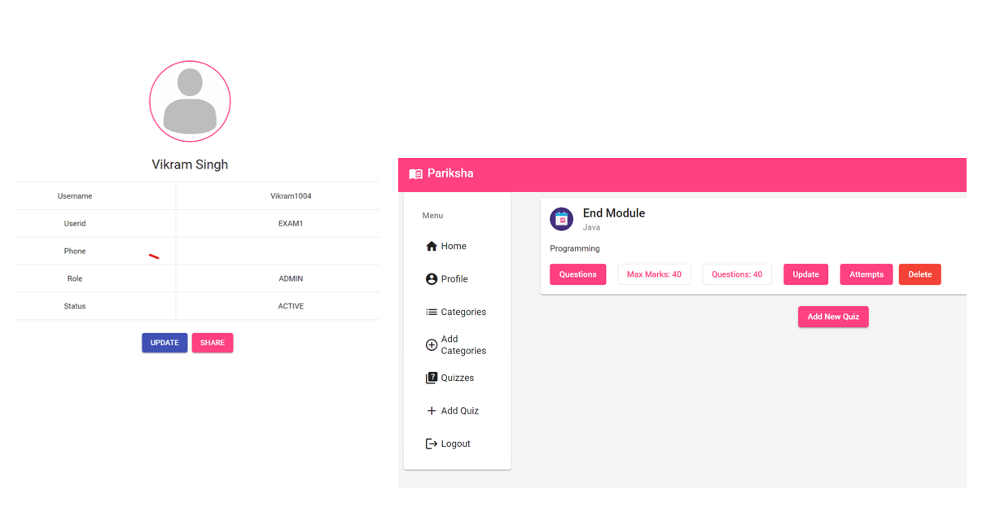 Vikram Singh
Username Vikram1004
Userid EXAM1
Phone
Role ADMIN
Status ACTIVE
UPDATE SHARE
Pariksha
Menu
Home
Profile
Categories
Add
Categories
Quizzes
Add Quiz
Logout
End Module
Java
Programming
Questions Max Marks: 40 Questions: 40 Update Attempts Delete
Add New Quiz